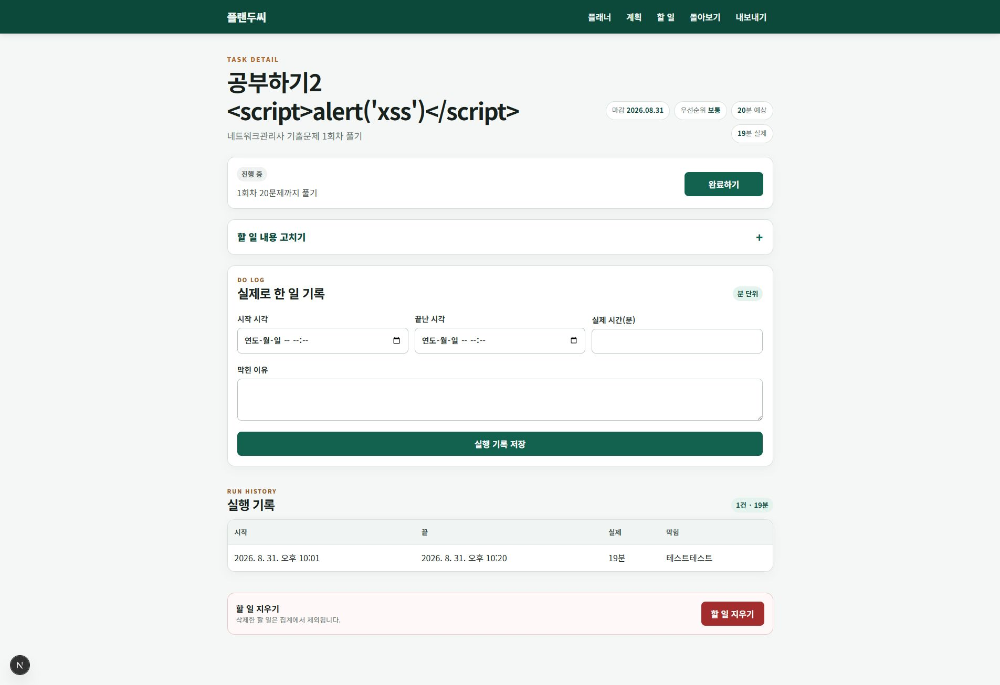 플랜두씨
플래너 계획 할 일 돌아보기 내보내기
TASK DETAIL
공부하기2
<script>alert('xss')</script>
네트워크관리사 기출문제 1회차 풀기
마감 2026.08.31 우선순위 보통 20분 예상
19분 실제
진행 중
1회차 20문제까지 풀기
완료하기
할 일 내용 고치기 +
DO LOG
실제로 한 일 기록
분 단위
시작 시각 끝난 시각 실제 시간(분)
연도-월-일 -- --:-- 연도-월-일 -- --:--
막힌 이유
실행 기록 저장
RUN HISTORY
실행 기록
1건 · 19분
시작 끝 실제 막힘
2026. 8. 31. 오후 10:01 2026. 8. 31. 오후 10:20 19분 테스트테스트
할 일 지우기
삭제한 할 일은 집계에서 제외됩니다.
할 일 지우기
N